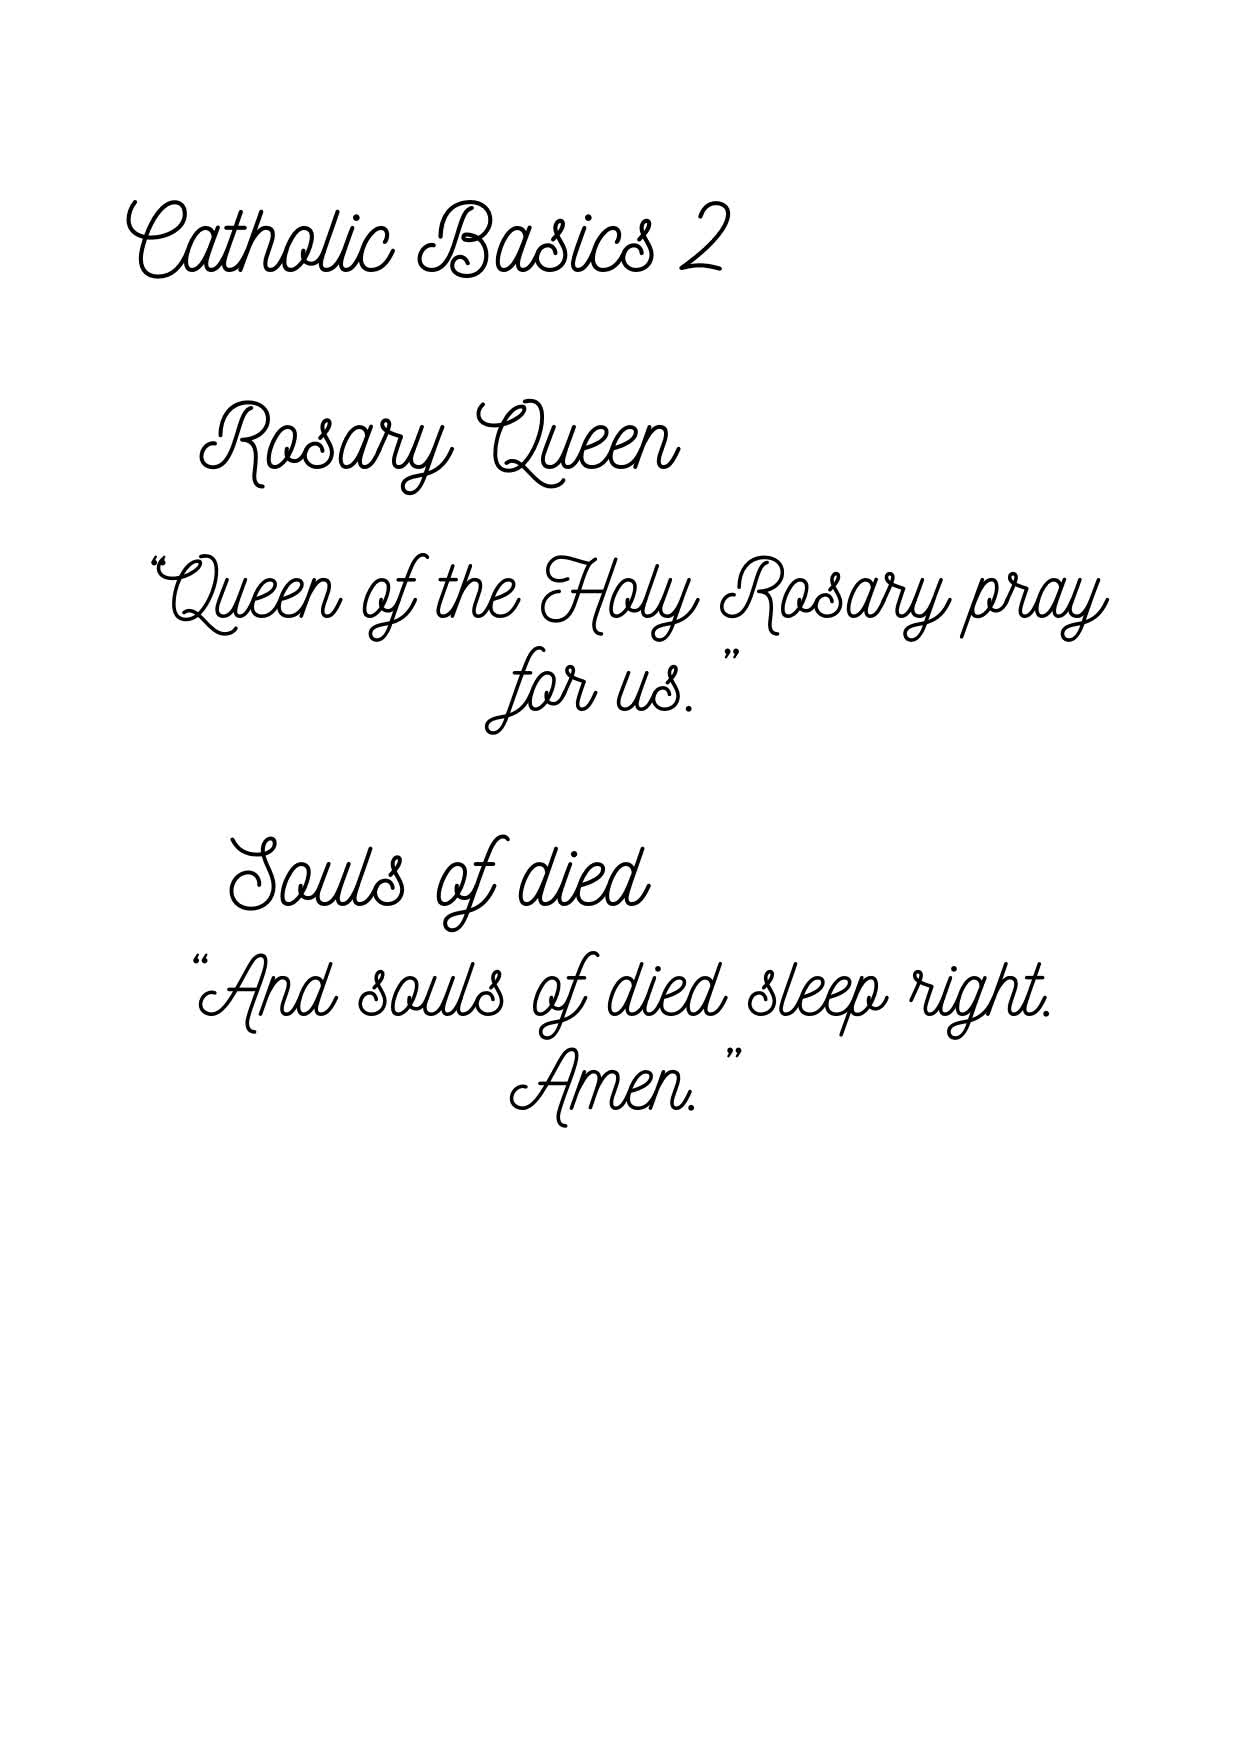 Catholic Basics 2
Rosary Queen
“Queen of the Holy Rosary pray
for us. ”
Souls of died
“And souls of died sleep right.
Amen. ”